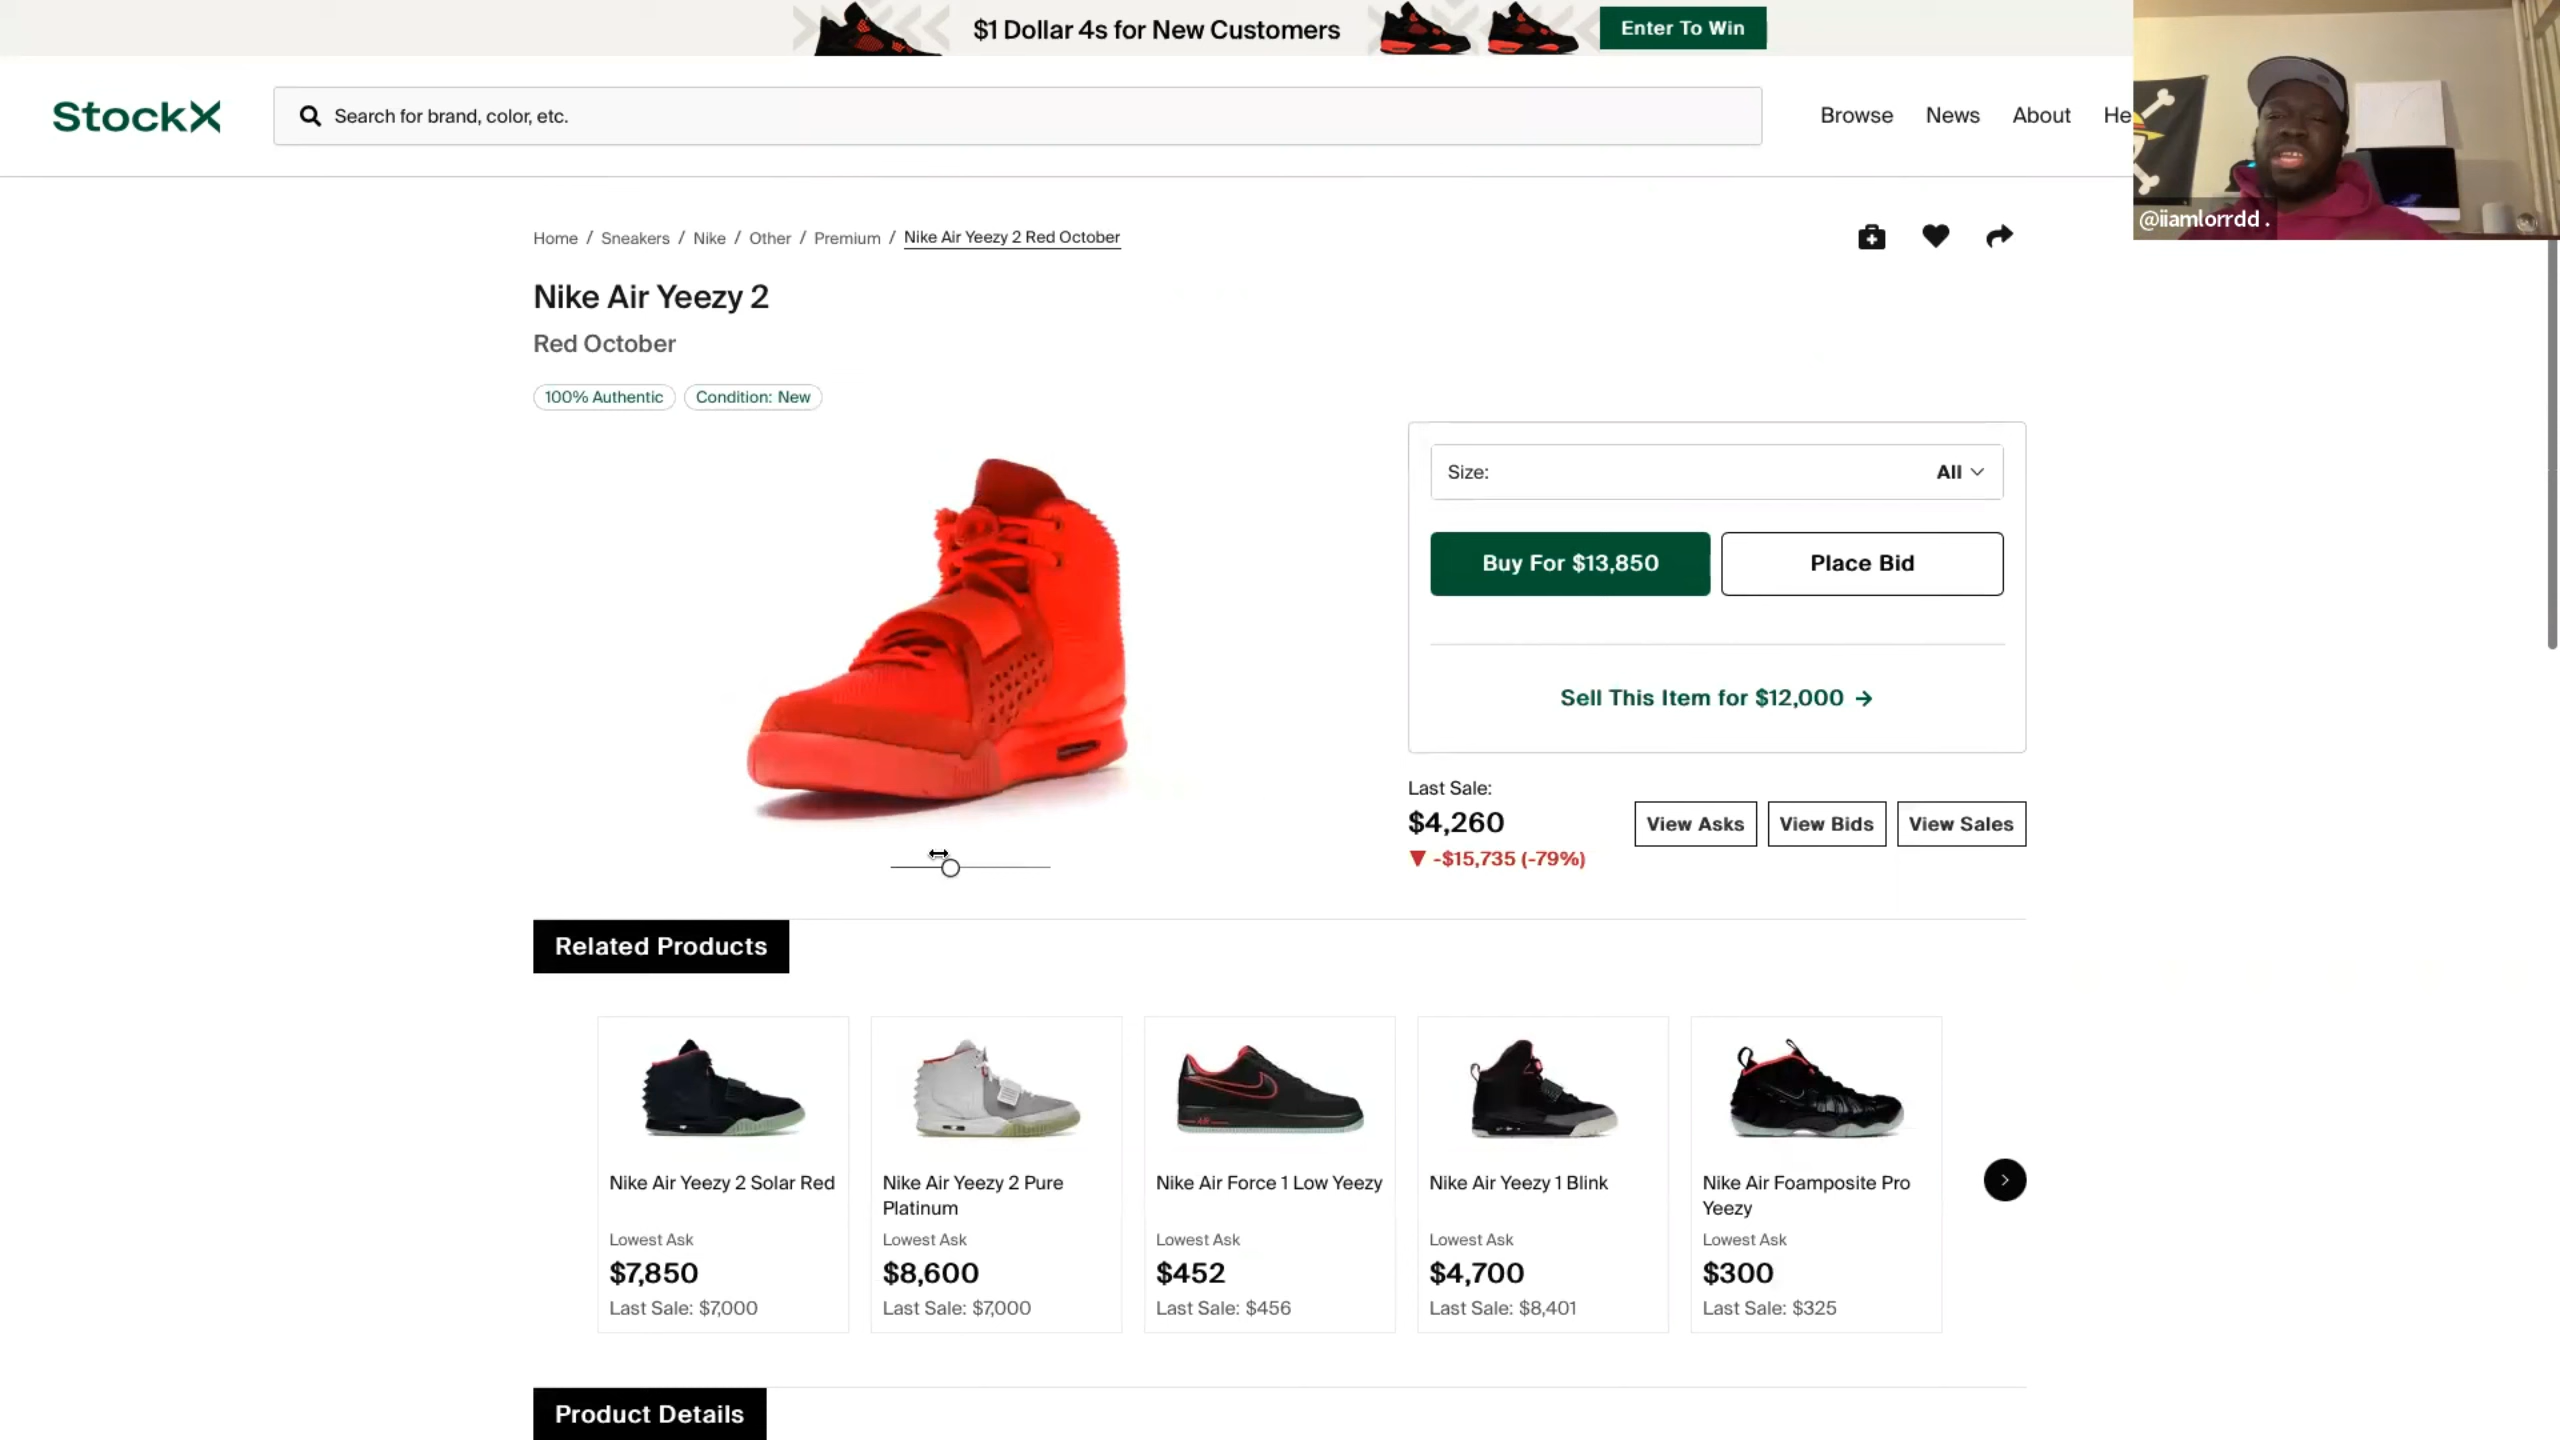 $1 Dollar 4s for New Customers
Enter To Win
StockX
Search for brand, color, etc.
Browse
News
About
He
@iiamlorrdd .
Home / Sneakers / Nike / Other / Premium / Nike Air Yeezy 2 Red October
Nike Air Yeezy 2
Red October
100% Authentic
Condition: New
Size:
All
Buy For $13,850
Place Bid
Sell This Item for $12,000 →
Last Sale:
$4,260
▼ -$15,735 (-79%)
View Asks
View Bids
View Sales
Related Products
Nike Air Yeezy 2 Solar Red
Lowest Ask
$7,850
Last Sale: $7,000
Nike Air Yeezy 2 Pure
Platinum
Lowest Ask
$8,600
Last Sale: $7,000
Nike Air Force 1 Low Yeezy
Lowest Ask
$452
Last Sale: $456
Nike Air Yeezy 1 Blink
Lowest Ask
$4,700
Last Sale: $8,401
Nike Air Foamposite Pro
Yeezy
Lowest Ask
$300
Last Sale: $325
Product Details